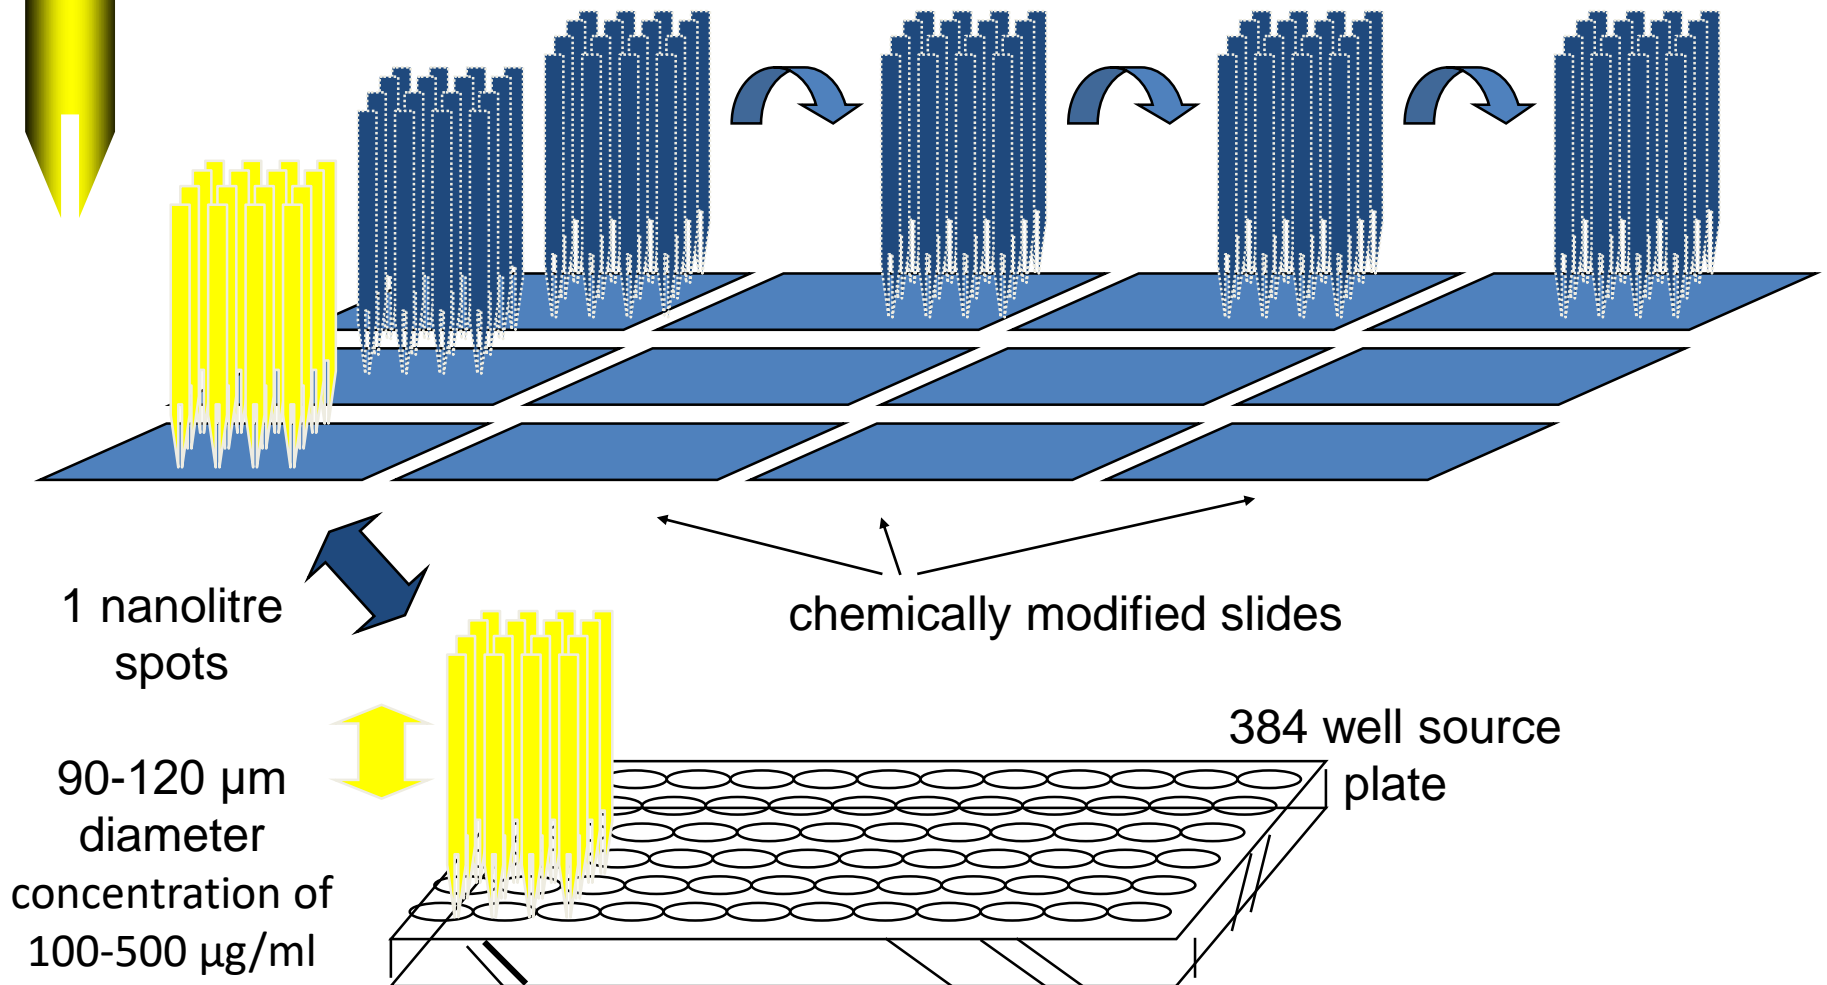 1 nanolitre
spots
chemically modified slides
384 well source
plate
90-120 µm
diameter
concentration of
100-500 µg/ml